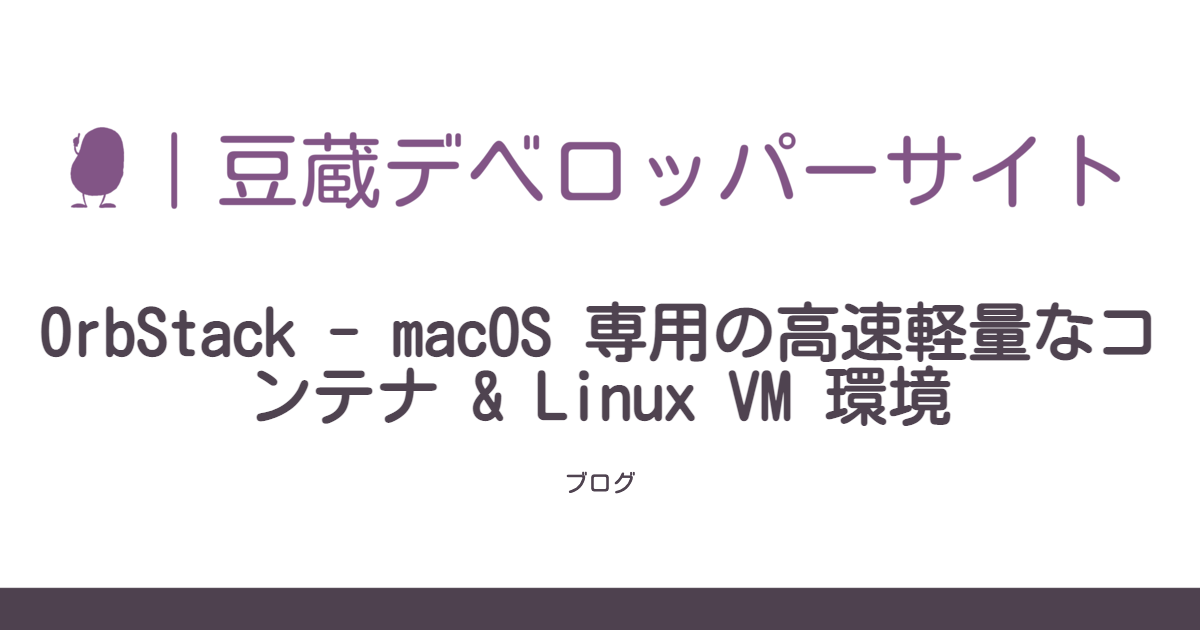 ｜豆蔵デベロッパーサイト
OrbStack - macOS 専用の高速軽量なコ
ンテナ & Linux VM 環境
ブログ